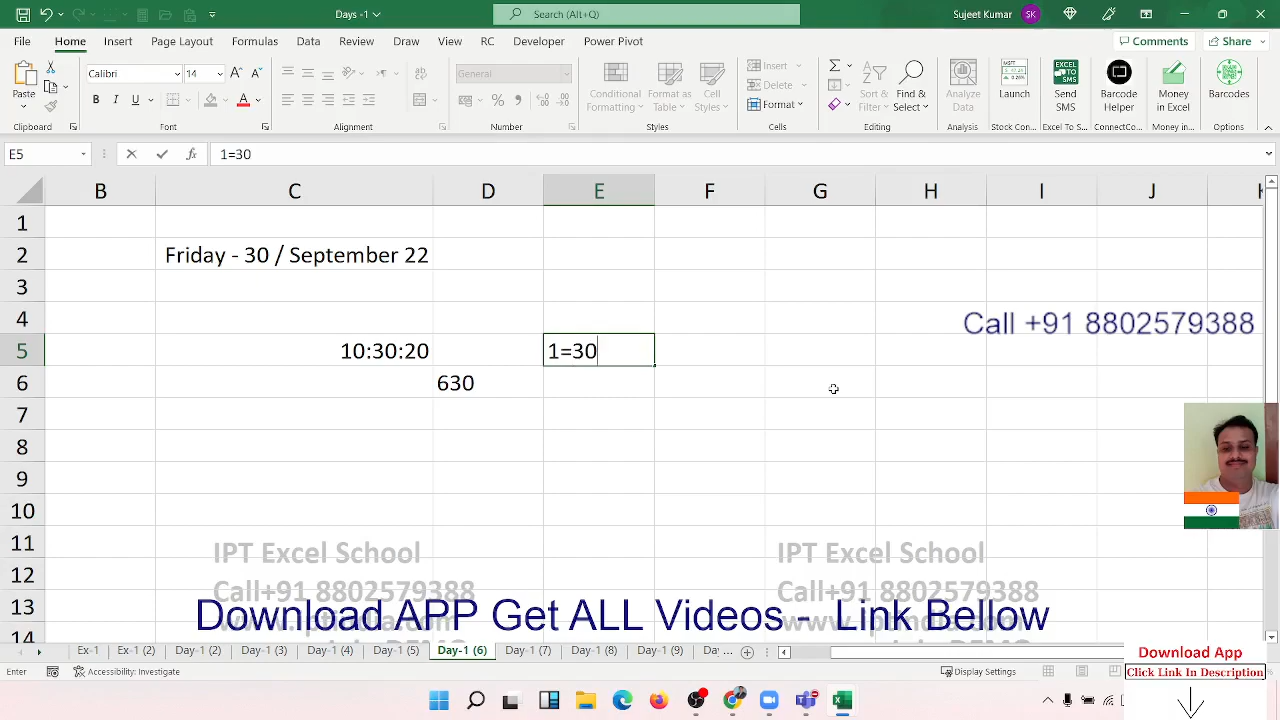 Days -1
Search (Alt+Q)
Sujeet Kumar
SK
File Home Insert Page Layout Formulas Data Review Draw View RC Developer Help Power Pivot
Comments
Share
Paste
Calibri
14
B I U
General
Conditional Formatting
Format as Table
Cell Styles
Insert
Delete
Format
Sort & Filter
Find & Select
Analyze Data
Launch
Send SMS
Barcode Helper
Money in Excel
Barcodes
Clipboard Font Alignment Number Styles Cells Editing Analysis Stock Con... Excel To S... ConnectCo... Money in... Barcodes
E5
fx
1=30
B C D E F G H I J
1
2 Friday - 30 / September 22
3
4
Call +91 8802579388
5 10:30:20 1=30
6 630
7
8
9
10
11
IPT Excel School IPT Excel School
12
Call+91 8802579388 Call+91 8802579388
13
Download APP Get ALL Videos - Link Bellow
14
Ex-1 Ex-1 (2) Day-1 (2) Day-1 (3) Day-1 (4) Day-1 (5) Day-1 (6) Day-1 (7) Day-1 (8) Day-1 (9) Da ...
Download App
Click Link In Description
Enter
Accessibility: Investigate
Display Settings